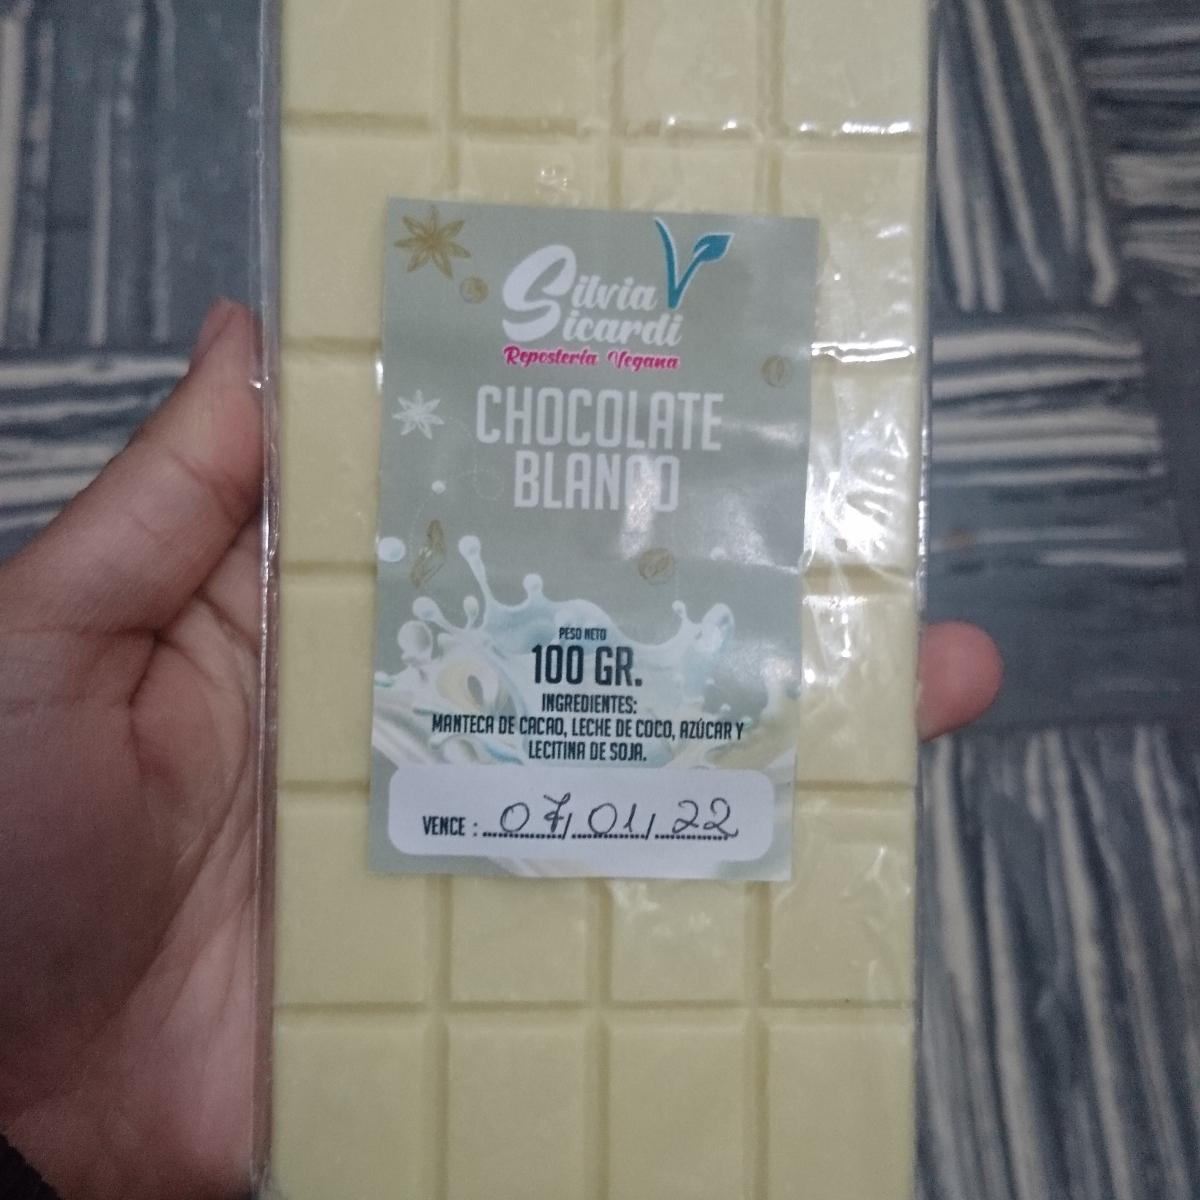 Silvia
Sicardi
Repostería Vegana
CHOCOLATE
BLANCO
PESO NETO
100 GR.
INGREDIENTES:
MANTECA DE CACAO, LECHE DE COCO, AZÚCAR Y
LECITINA DE SOJA.
VENCE : 07/01/22